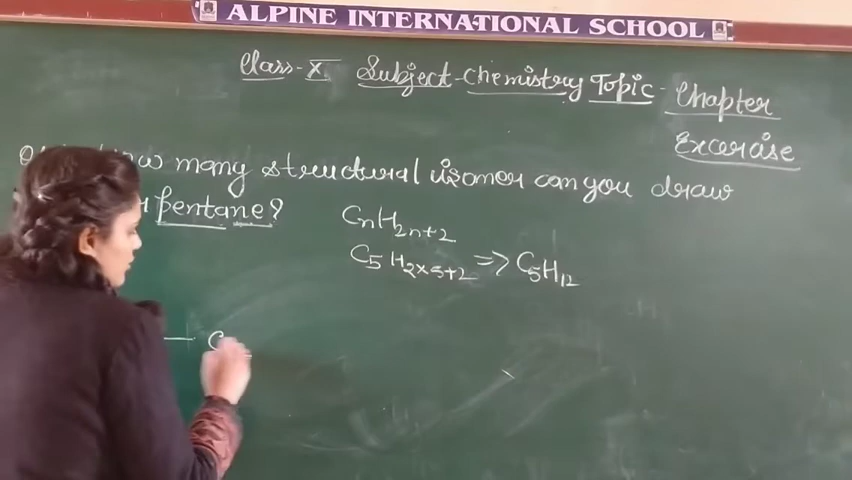 ALPINE INTERNATIONAL SCHOOL
Class-X Subject-Chemistry Topic- Chapter
Excerise
many structural isomer can you draw
pentane?
CnH2n+2
C5 H2x5+2 => C5H12
— C